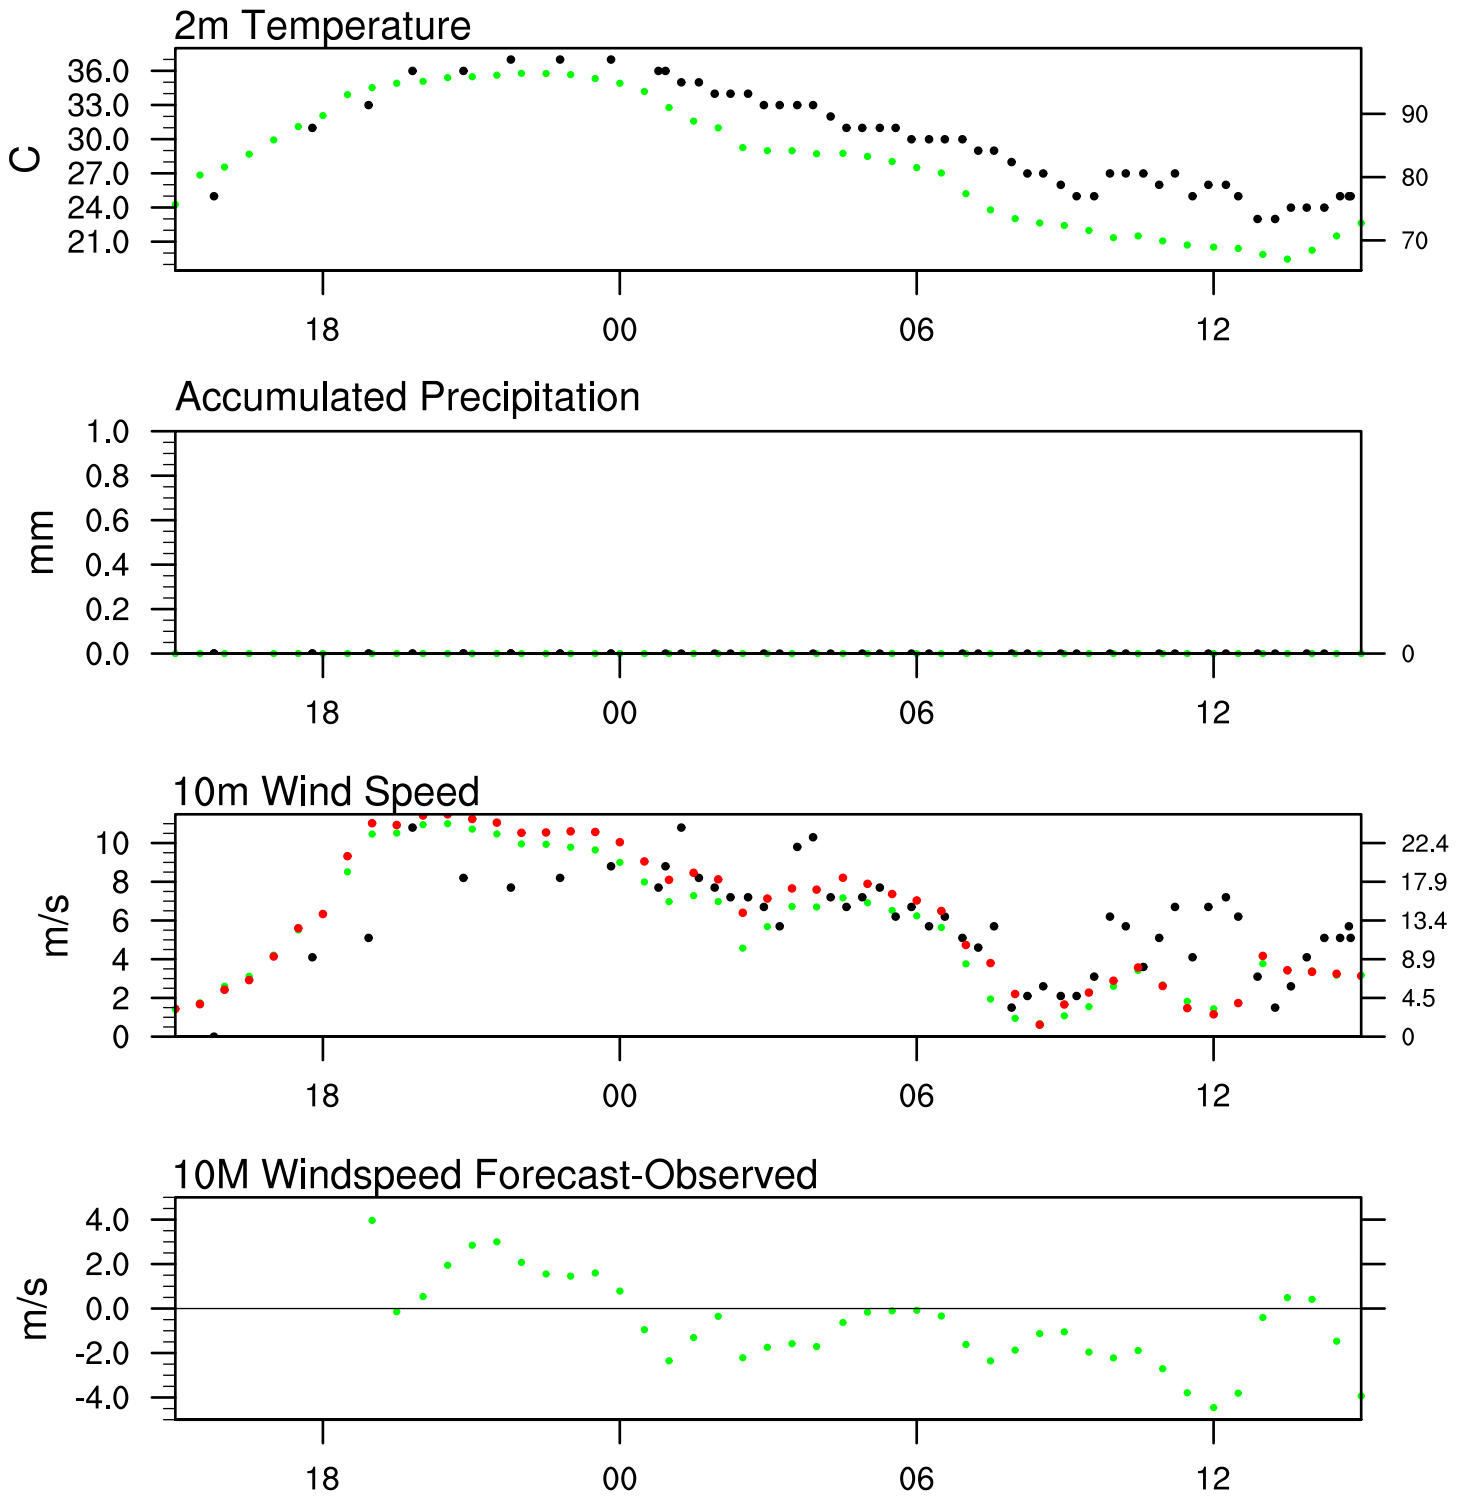 2m Temperature
36.0
33.0
30.0
27.0
24.0
21.0
C
90
80
70
18 00 06 12
Accumulated Precipitation
1.0
0.8
0.6
0.4
0.2
0.0
mm
0
18 00 06 12
10m Wind Speed
10
8
6
4
2
0
m/s
22.4
17.9
13.4
8.9
4.5
0
18 00 06 12
10M Windspeed Forecast-Observed
4.0
2.0
0.0
-2.0
-4.0
m/s
18 00 06 12